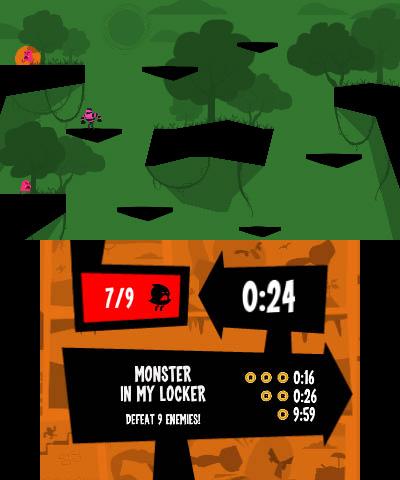 7/9
0:24
MONSTER
IN MY LOCKER
DEFEAT 9 ENEMIES!
0:16
0:26
9:59